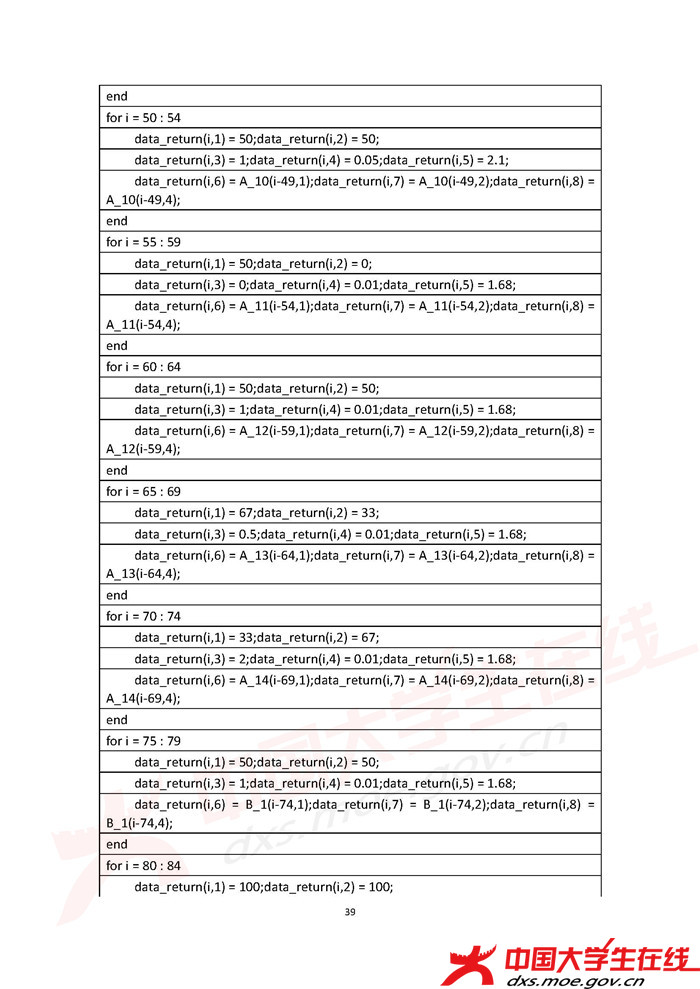 end
for i = 50 : 54
data_return(i,1) = 50;data_return(i,2) = 50;
data_return(i,3) = 1;data_return(i,4) = 0.05;data_return(i,5) = 2.1;
data_return(i,6) = A_10(i-49,1);data_return(i,7) = A_10(i-49,2);data_return(i,8) =
A_10(i-49,4);
end
for i = 55 : 59
data_return(i,1) = 50;data_return(i,2) = 0;
data_return(i,3) = 0;data_return(i,4) = 0.01;data_return(i,5) = 1.68;
data_return(i,6) = A_11(i-54,1);data_return(i,7) = A_11(i-54,2);data_return(i,8) =
A_11(i-54,4);
end
for i = 60 : 64
data_return(i,1) = 50;data_return(i,2) = 50;
data_return(i,3) = 1;data_return(i,4) = 0.01;data_return(i,5) = 1.68;
data_return(i,6) = A_12(i-59,1);data_return(i,7) = A_12(i-59,2);data_return(i,8) =
A_12(i-59,4);
end
for i = 65 : 69
data_return(i,1) = 67;data_return(i,2) = 33;
data_return(i,3) = 0.5;data_return(i,4) = 0.01;data_return(i,5) = 1.68;
data_return(i,6) = A_13(i-64,1);data_return(i,7) = A_13(i-64,2);data_return(i,8) =
A_13(i-64,4);
end
for i = 70 : 74
data_return(i,1) = 33;data_return(i,2) = 67;
data_return(i,3) = 2;data_return(i,4) = 0.01;data_return(i,5) = 1.68;
data_return(i,6) = A_14(i-69,1);data_return(i,7) = A_14(i-69,2);data_return(i,8) =
A_14(i-69,4);
end
for i = 75 : 79
data_return(i,1) = 50;data_return(i,2) = 50;
data_return(i,3) = 1;data_return(i,4) = 0.01;data_return(i,5) = 1.68;
data_return(i,6) = B_1(i-74,1);data_return(i,7) = B_1(i-74,2);data_return(i,8) =
B_1(i-74,4);
end
for i = 80 : 84
data_return(i,1) = 100;data_return(i,2) = 100;
39
中国大学生在线
dxs.moe.gov.cn
中国大学生在线
dxs.moe.gov.cn